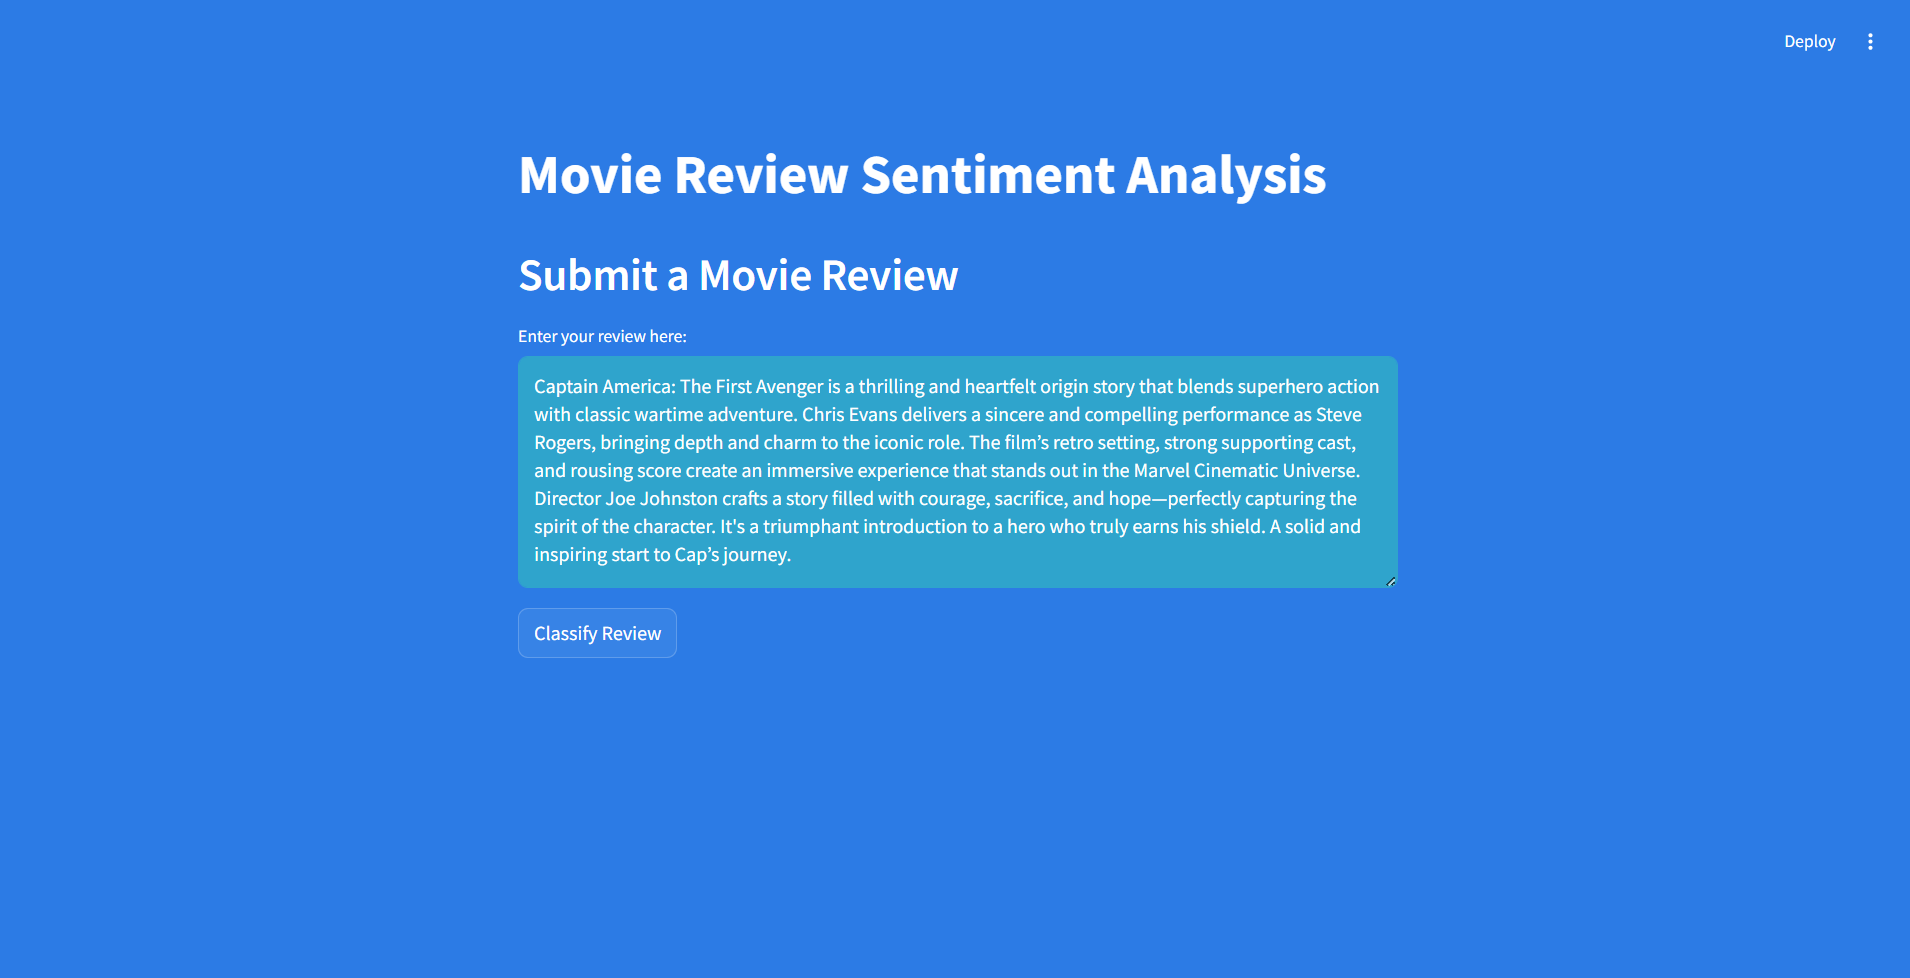 Deploy
Movie Review Sentiment Analysis
Submit a Movie Review
Enter your review here:
Captain America: The First Avenger is a thrilling and heartfelt origin story that blends superhero action
with classic wartime adventure. Chris Evans delivers a sincere and compelling performance as Steve
Rogers, bringing depth and charm to the iconic role. The film’s retro setting, strong supporting cast,
and rousing score create an immersive experience that stands out in the Marvel Cinematic Universe.
Director Joe Johnston crafts a story filled with courage, sacrifice, and hope—perfectly capturing the
spirit of the character. It's a triumphant introduction to a hero who truly earns his shield. A solid and
inspiring start to Cap’s journey.
Classify Review